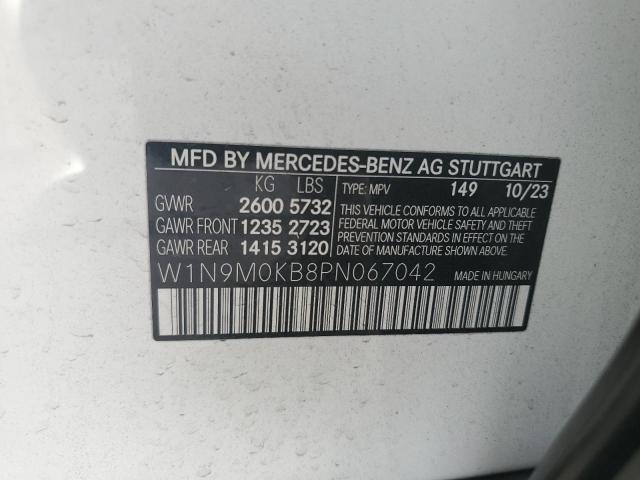 MFD BY MERCEDES-BENZ AG STUTTGART
KG LBS
GVWR 2600 5732
GAWR FRONT 1235 2723
GAWR REAR 1415 3120
TYPE: MPV 149 10/23
THIS VEHICLE CONFORMS TO ALL APPLICABLE
FEDERAL MOTOR VEHICLE SAFETY AND THEFT
PREVENTION STANDARDS IN EFFECT ON THE
DATE OF MANUFACTURE SHOWN ABOVE.
W1N9M0KB8PN067042 MADE IN HUNGARY